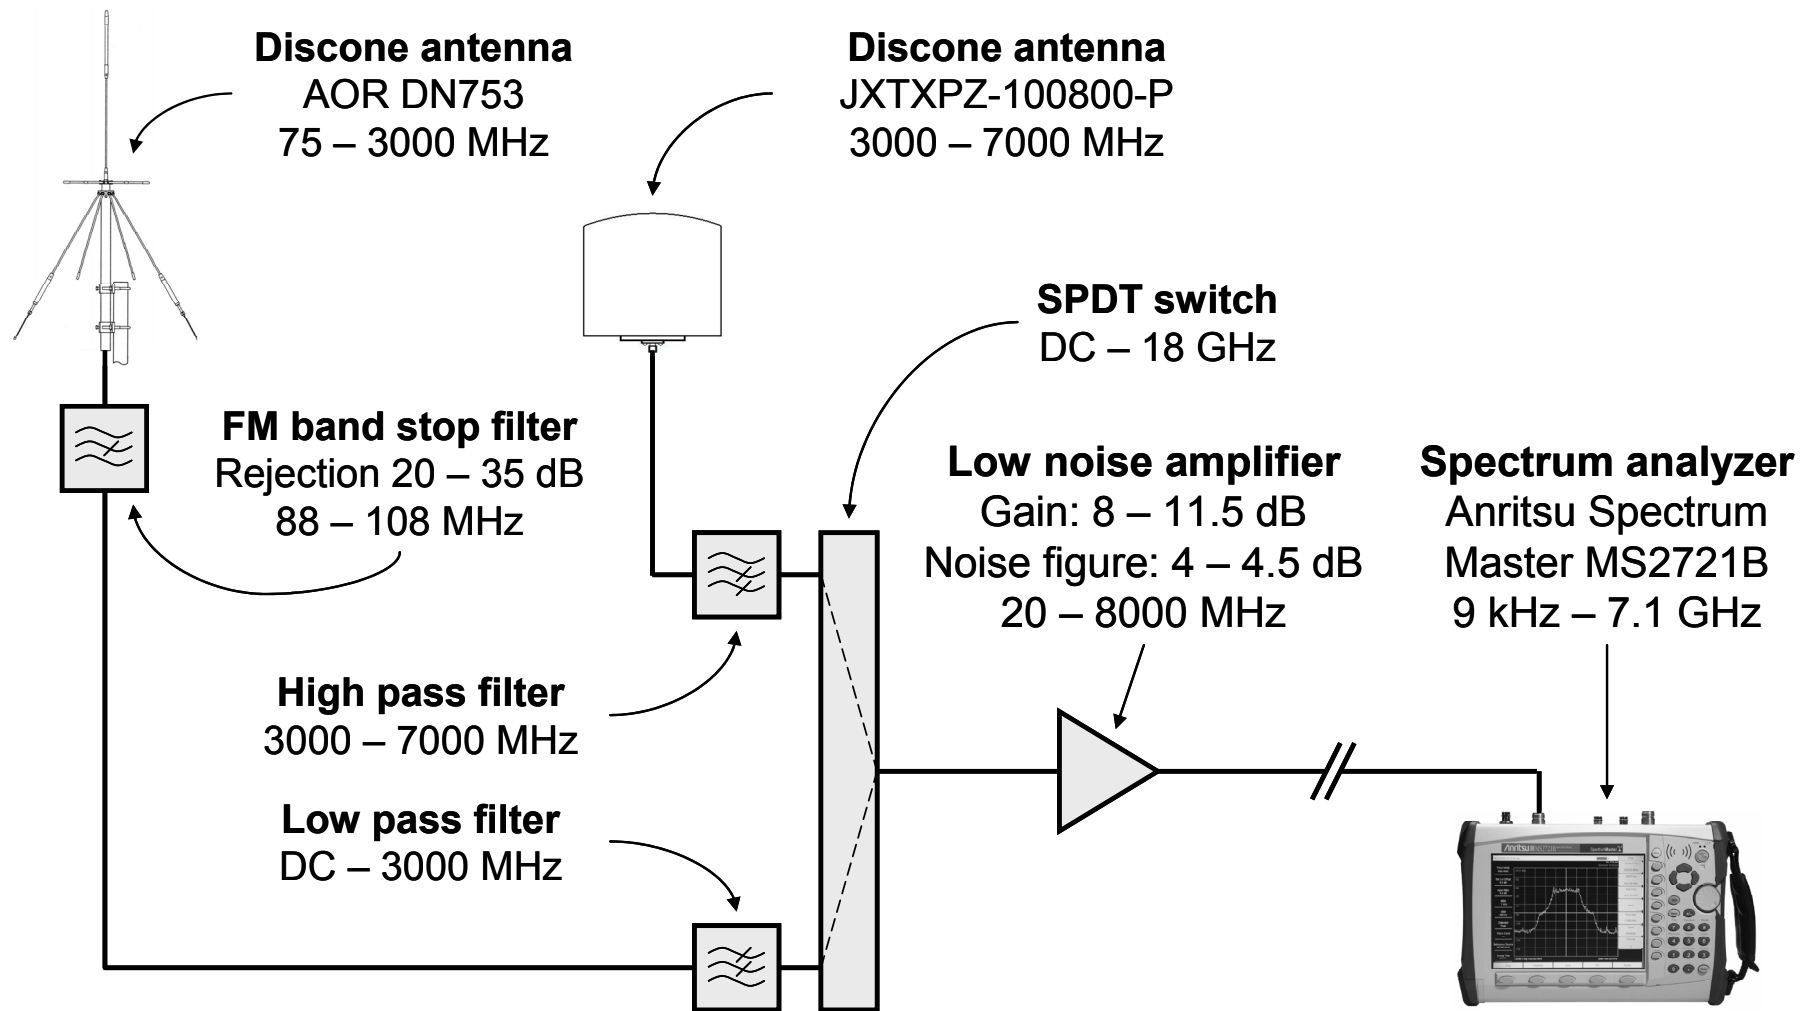 Discone antenna
AOR DN753
75 – 3000 MHz
Discone antenna
JXTXPZ-100800-P
3000 – 7000 MHz
SPDT switch
DC – 18 GHz
FM band stop filter
Rejection 20 – 35 dB
88 – 108 MHz
Low noise amplifier
Gain: 8 – 11.5 dB
Noise figure: 4 – 4.5 dB
20 – 8000 MHz
Spectrum analyzer
Anritsu Spectrum
Master MS2721B
9 kHz – 7.1 GHz
High pass filter
3000 – 7000 MHz
Low pass filter
DC – 3000 MHz
Anritsu